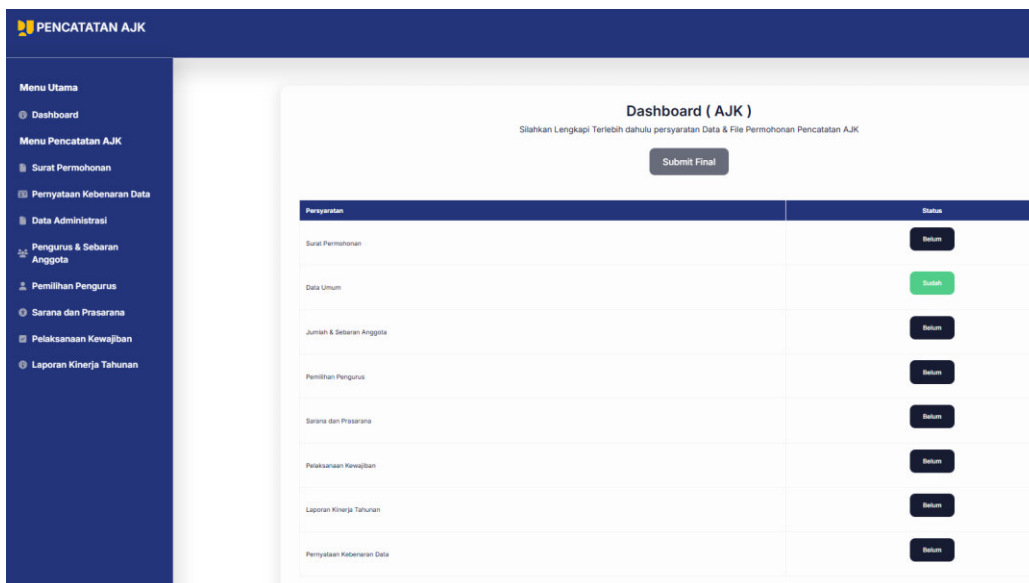 PENCATATAN AJK
Menu Utama
Dashboard
Menu Pencatatan AJK
Surat Permohonan
Pernyataan Kebenaran Data
Data Administrasi
Pengurus & Sebaran
Anggota
Pemilihan Pengurus
Sarana dan Prasarana
Pelaksanaan Kewajiban
Laporan Kinerja Tahunan
Dashboard ( AJK )
Silahkan Lengkapi Terlebih dahulu persyaratan Data & File Permohonan Pencatatan AJK
Submit Final
Persyaratan Status
Surat Permohonan Belum
Data Umum Sudah
Jumlah & Sebaran Anggota Belum
Pemilihan Pengurus Belum
Sarana dan Prasarana Belum
Pelaksanaan Kewajiban Belum
Laporan Kinerja Tahunan Belum
Pernyataan Kebenaran Data Belum